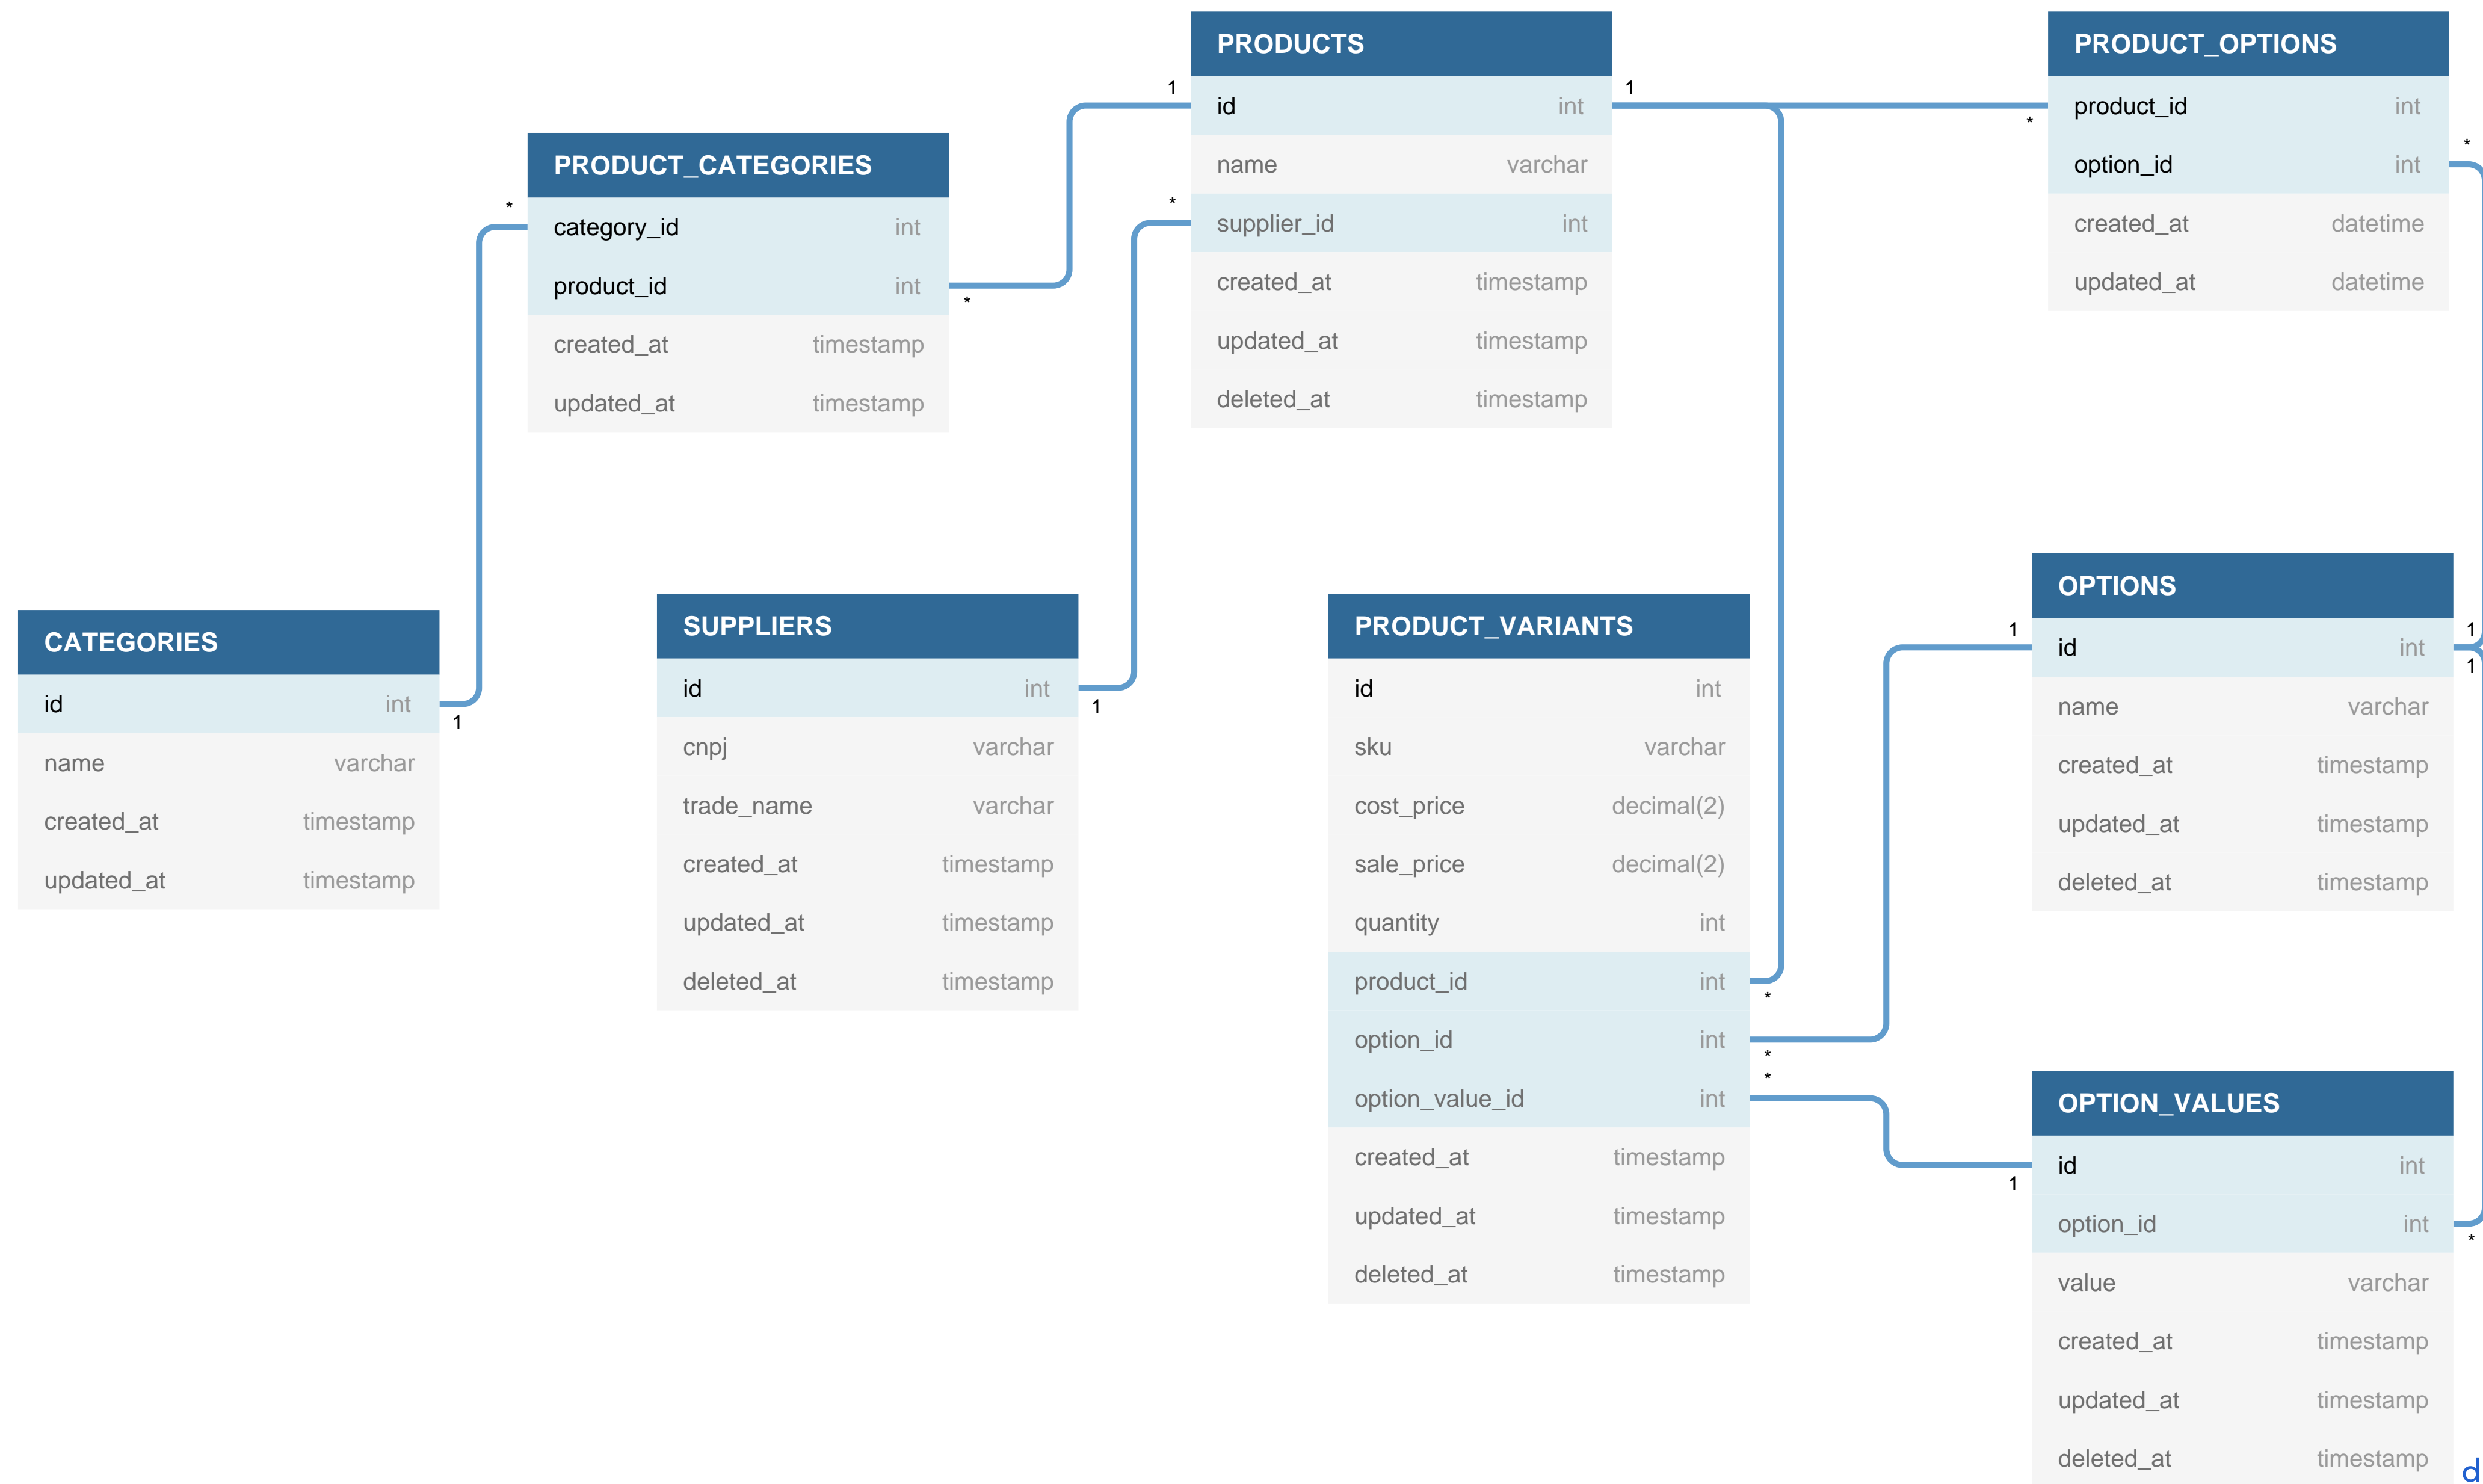 PRODUCTS
id int
name varchar
supplier_id int
created_at timestamp
updated_at timestamp
deleted_at timestamp
1
*
1
PRODUCT_OPTIONS
product_id int
option_id int
created_at datetime
updated_at datetime
*
*
PRODUCT_CATEGORIES
category_id int
product_id int
created_at timestamp
updated_at timestamp
*
*
CATEGORIES
id int
name varchar
created_at timestamp
updated_at timestamp
1
SUPPLIERS
id int
cnpj varchar
trade_name varchar
created_at timestamp
updated_at timestamp
deleted_at timestamp
1
PRODUCT_VARIANTS
id int
sku varchar
cost_price decimal(2)
sale_price decimal(2)
quantity int
product_id int
option_id int
option_value_id int
created_at timestamp
updated_at timestamp
deleted_at timestamp
*
*
*
OPTIONS
id int
name varchar
created_at timestamp
updated_at timestamp
deleted_at timestamp
1
1
1
OPTION_VALUES
id int
option_id int
value varchar
created_at timestamp
updated_at timestamp
deleted_at timestamp
1
*
d